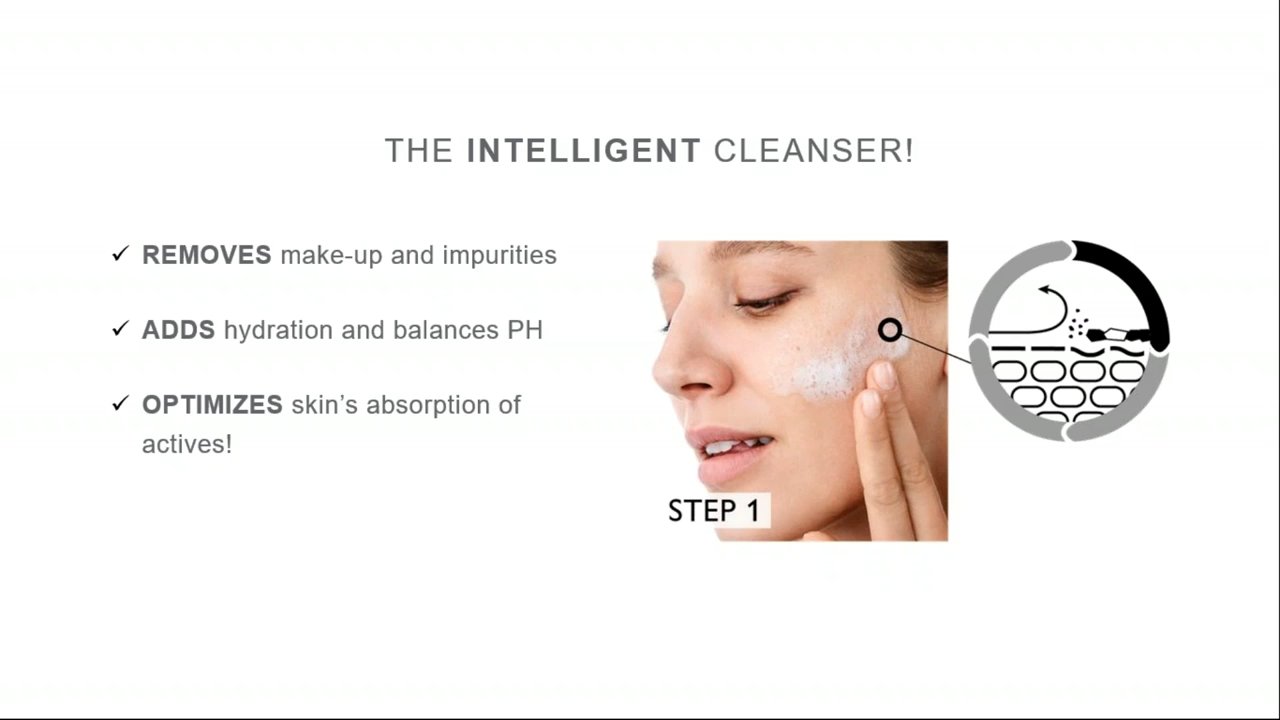 THE INTELLIGENT CLEANSER!
REMOVES make-up and impurities
ADDS hydration and balances PH
OPTIMIZES skin’s absorption of
actives!
STEP 1